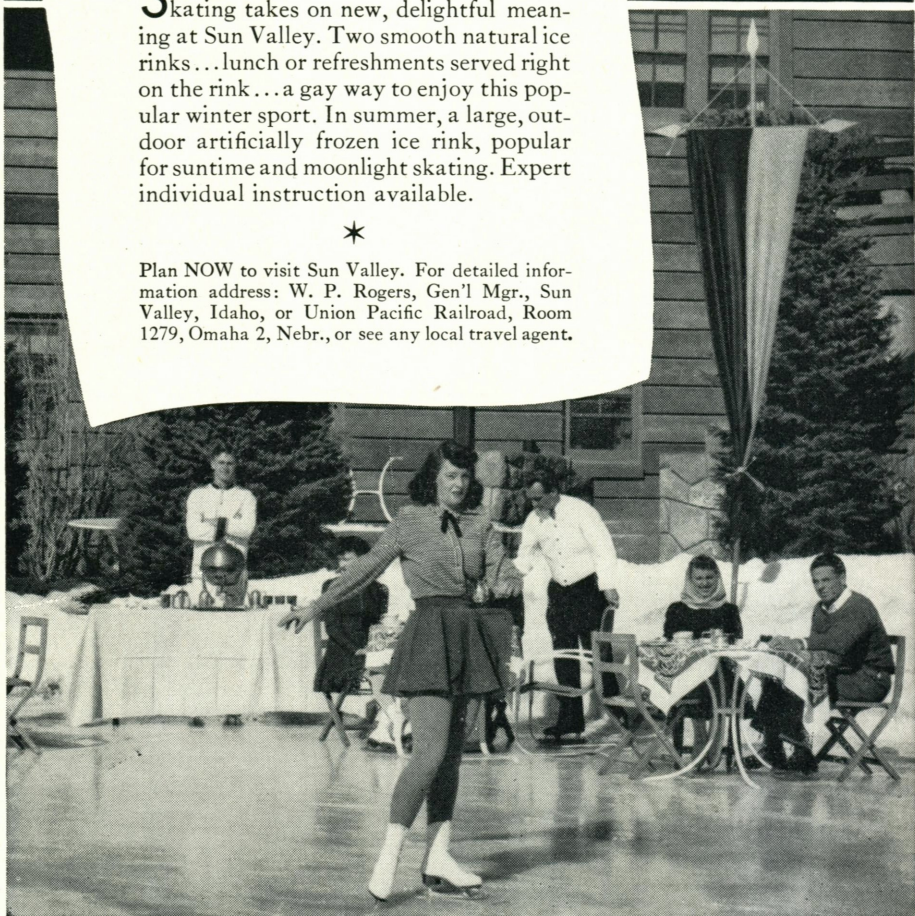 Skating takes on new, delightful mean-
ing at Sun Valley. Two smooth natural ice
rinks...lunch or refreshments served right
on the rink...a gay way to enjoy this pop-
ular winter sport. In summer, a large, out-
door artificially frozen ice rink, popular
for suntime and moonlight skating. Expert
individual instruction available.
Plan NOW to visit Sun Valley. For detailed infor-
mation address: W. P. Rogers, Gen'l Mgr., Sun
Valley, Idaho, or Union Pacific Railroad, Room
1279, Omaha 2, Nebr., or see any local travel agent.